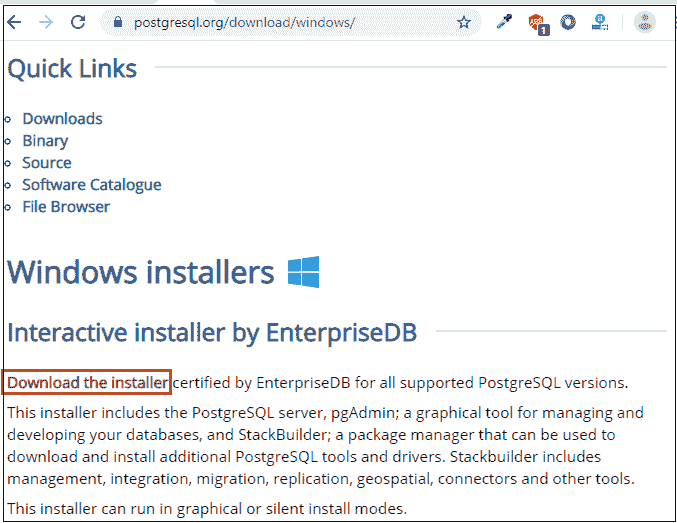 postgresql.org/download/windows/
1
Quick Links
Downloads
Binary
Source
Software Catalogue
File Browser
Windows installers
Interactive installer by EnterpriseDB
Download the installer certified by EnterpriseDB for all supported PostgreSQL versions.
This installer includes the PostgreSQL server, pgAdmin; a graphical tool for managing and
developing your databases, and StackBuilder; a package manager that can be used to
download and install additional PostgreSQL tools and drivers. Stackbuilder includes
management, integration, migration, replication, geospatial, connectors and other tools.
This installer can run in graphical or silent install modes.